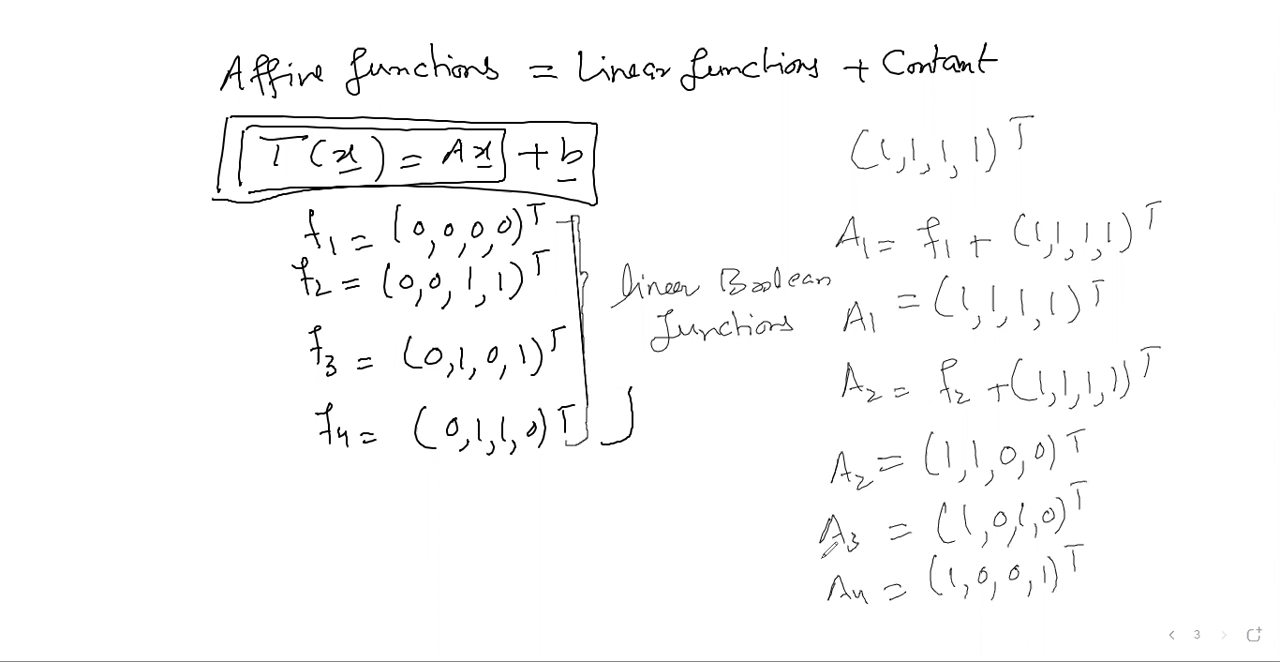 Affine functions = Linear functions + Contant
T(x) = Ax + b
f1 = (0,0,0,0)^T
f2 = (0,0,1,1)^T
f3 = (0,1,0,1)^T
f4 = (0,1,1,0)^T
linear Boolean
functions
(1,1,1,1)^T
A1 = f1 + (1,1,1,1)^T
A1 = (1,1,1,1)^T
A2 = f2 + (1,1,1,1)^T
A2 = (1,1,0,0)^T
A3 = (1,0,1,0)^T
A4 = (1,0,0,1)^T
3